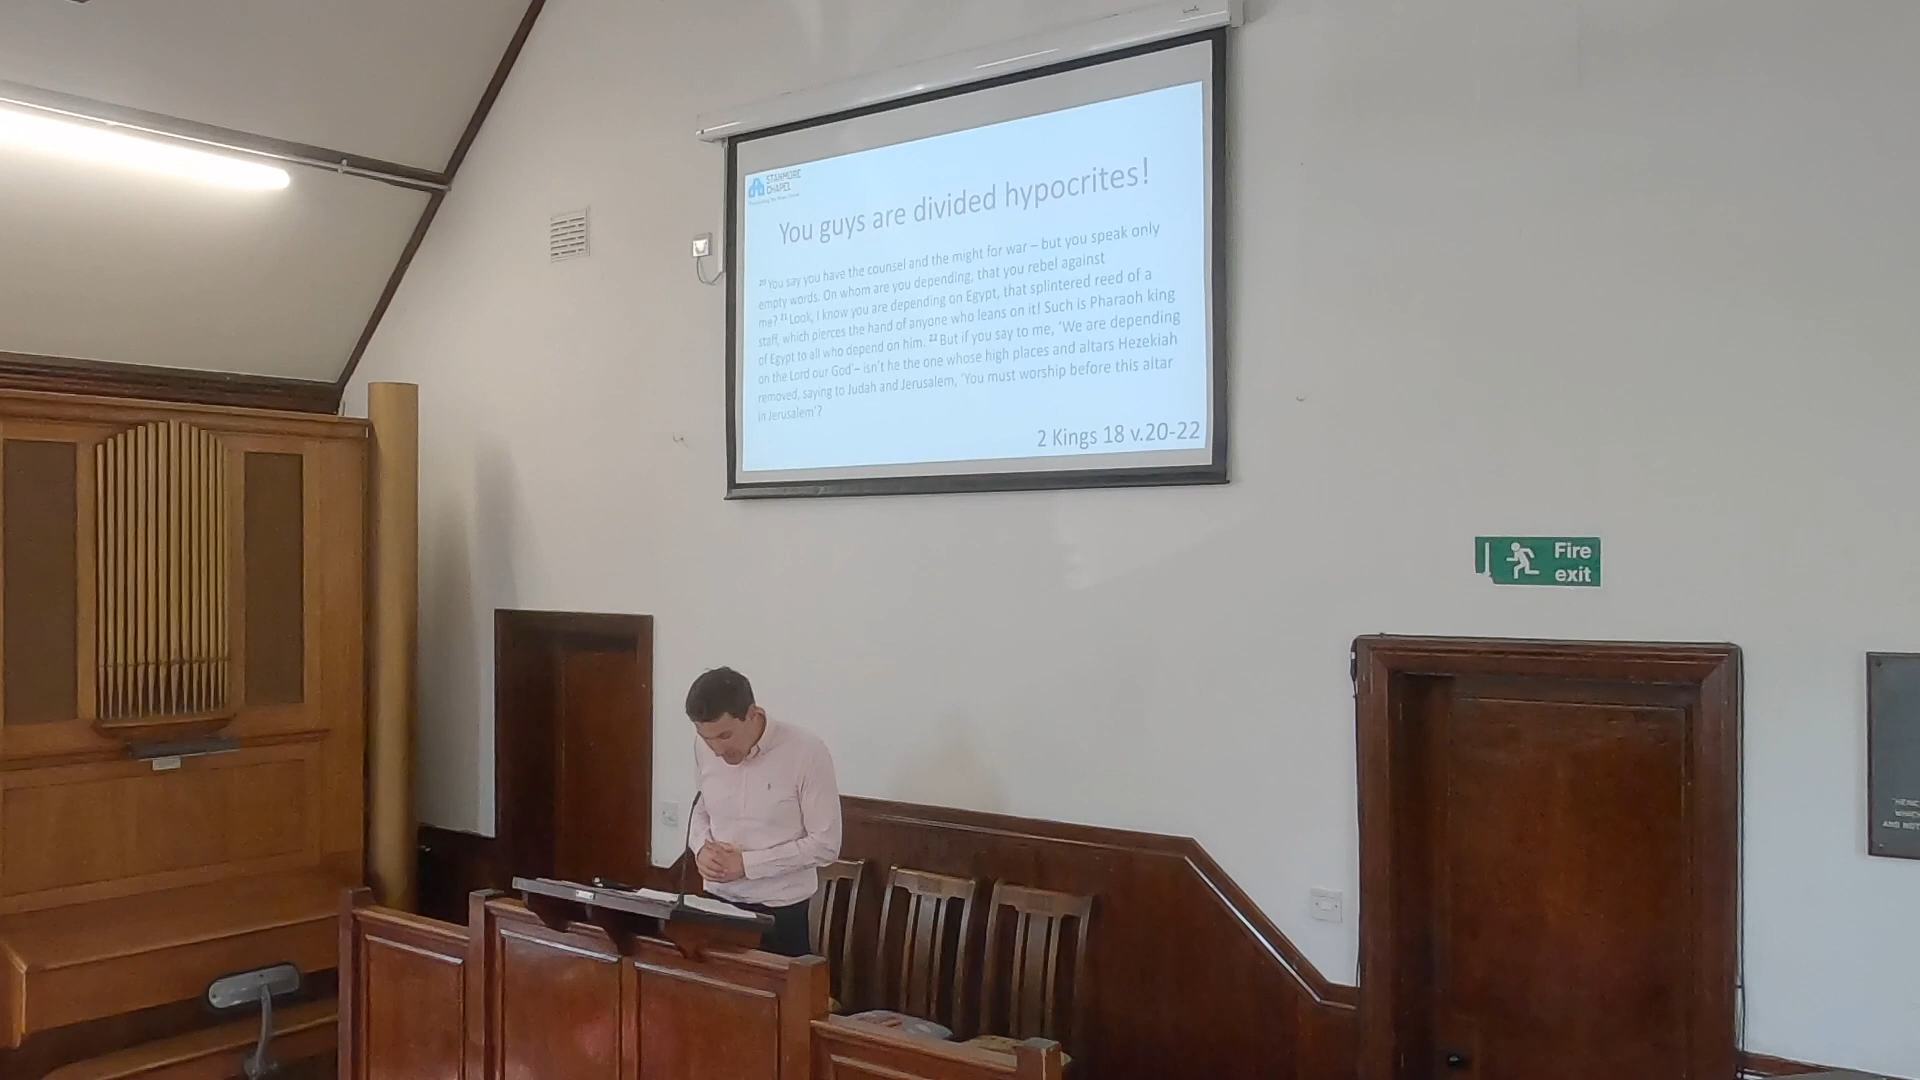 STANMORE
CHAPEL
You guys are divided hypocrites!
20 You say you have the counsel and the might for war – but you speak only
empty words. On whom are you depending, that you rebel against
me? 21 Look, I know you are depending on Egypt, that splintered reed of a
staff, which pierces the hand of anyone who leans on it! Such is Pharaoh king
of Egypt to all who depend on him. 22 But if you say to me, 'We are depending
on the Lord our God'– isn't he the one whose high places and altars Hezekiah
removed, saying to Judah and Jerusalem, 'You must worship before this altar
in Jerusalem'?
2 Kings 18 v.20-22
Fire
exit
WHICH
AND NOT